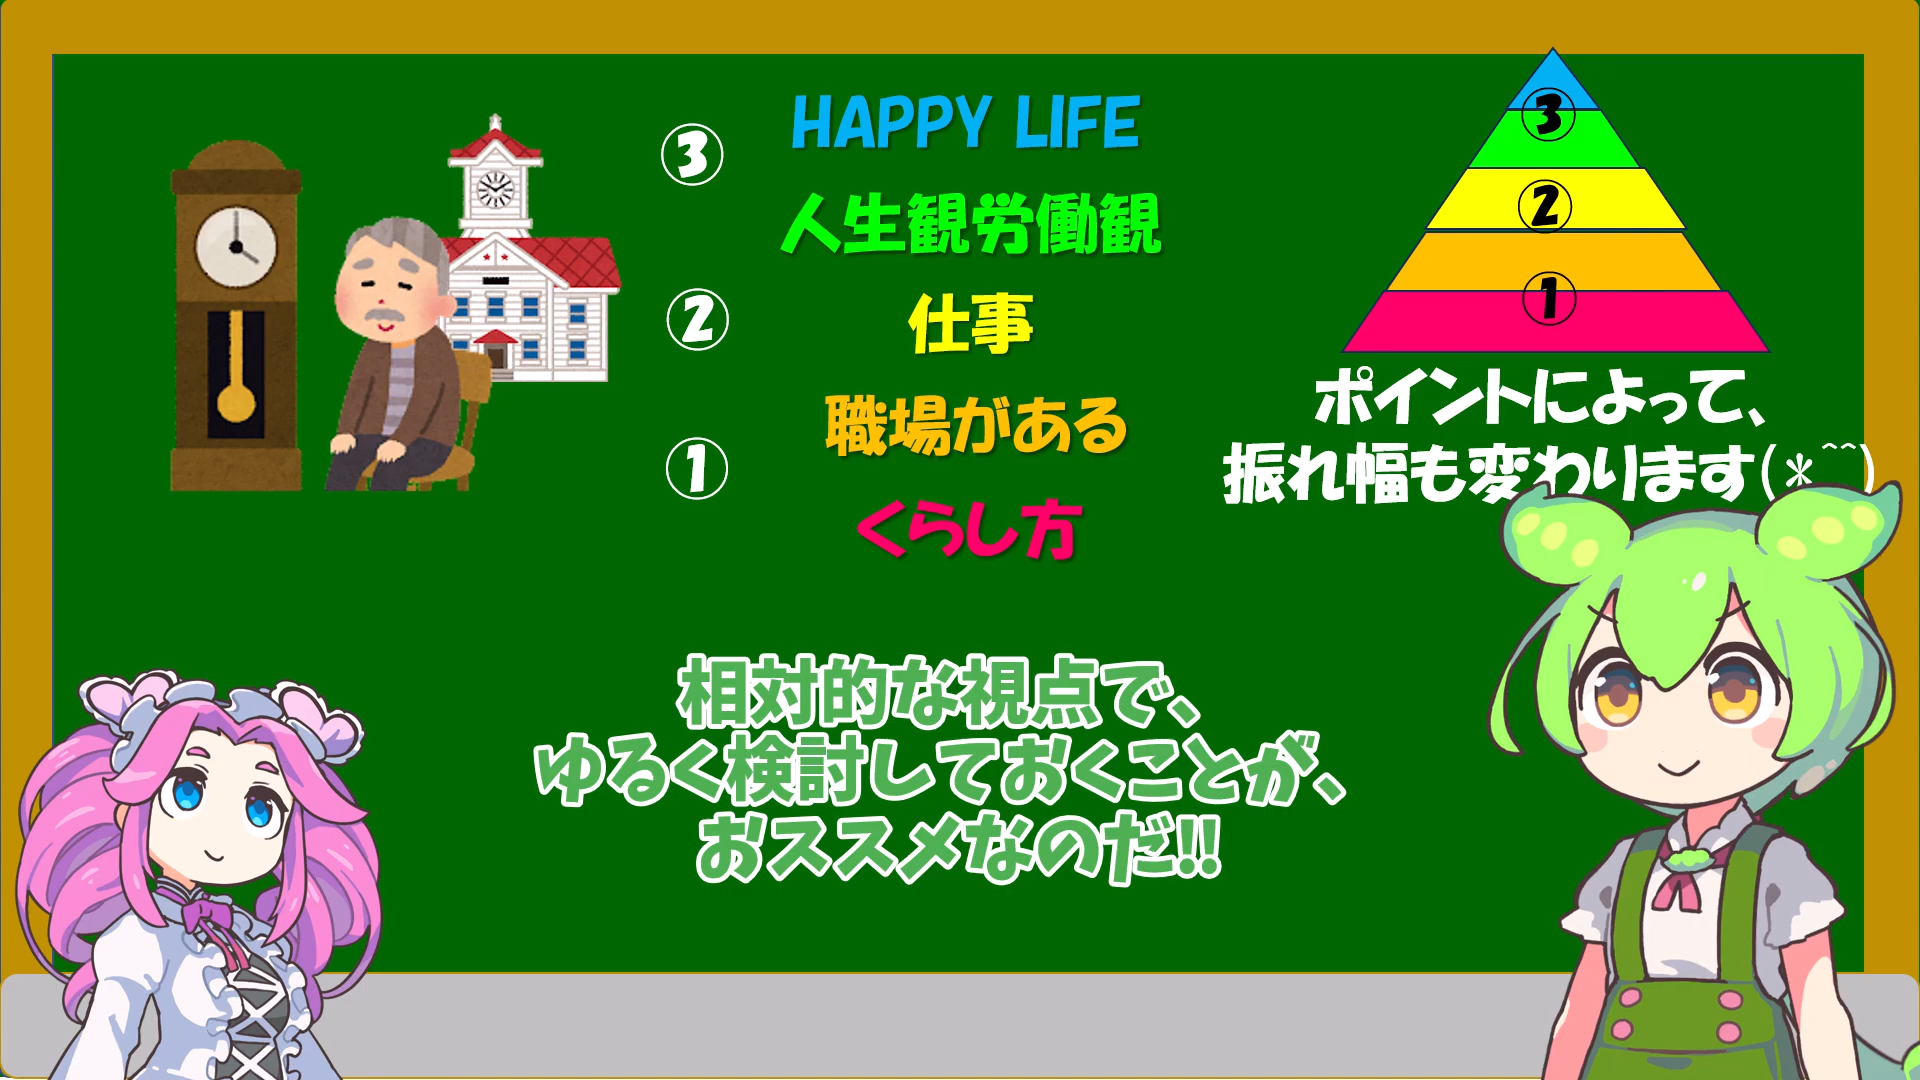 ③
HAPPY LIFE
人生観労働観
②
仕事
職場がある
①
くらし方
③
②
①
ポイントによって、
振れ幅も変わります(*^^)
相対的な視点で、
ゆるく検討しておくことが、
おススメなのだ!!